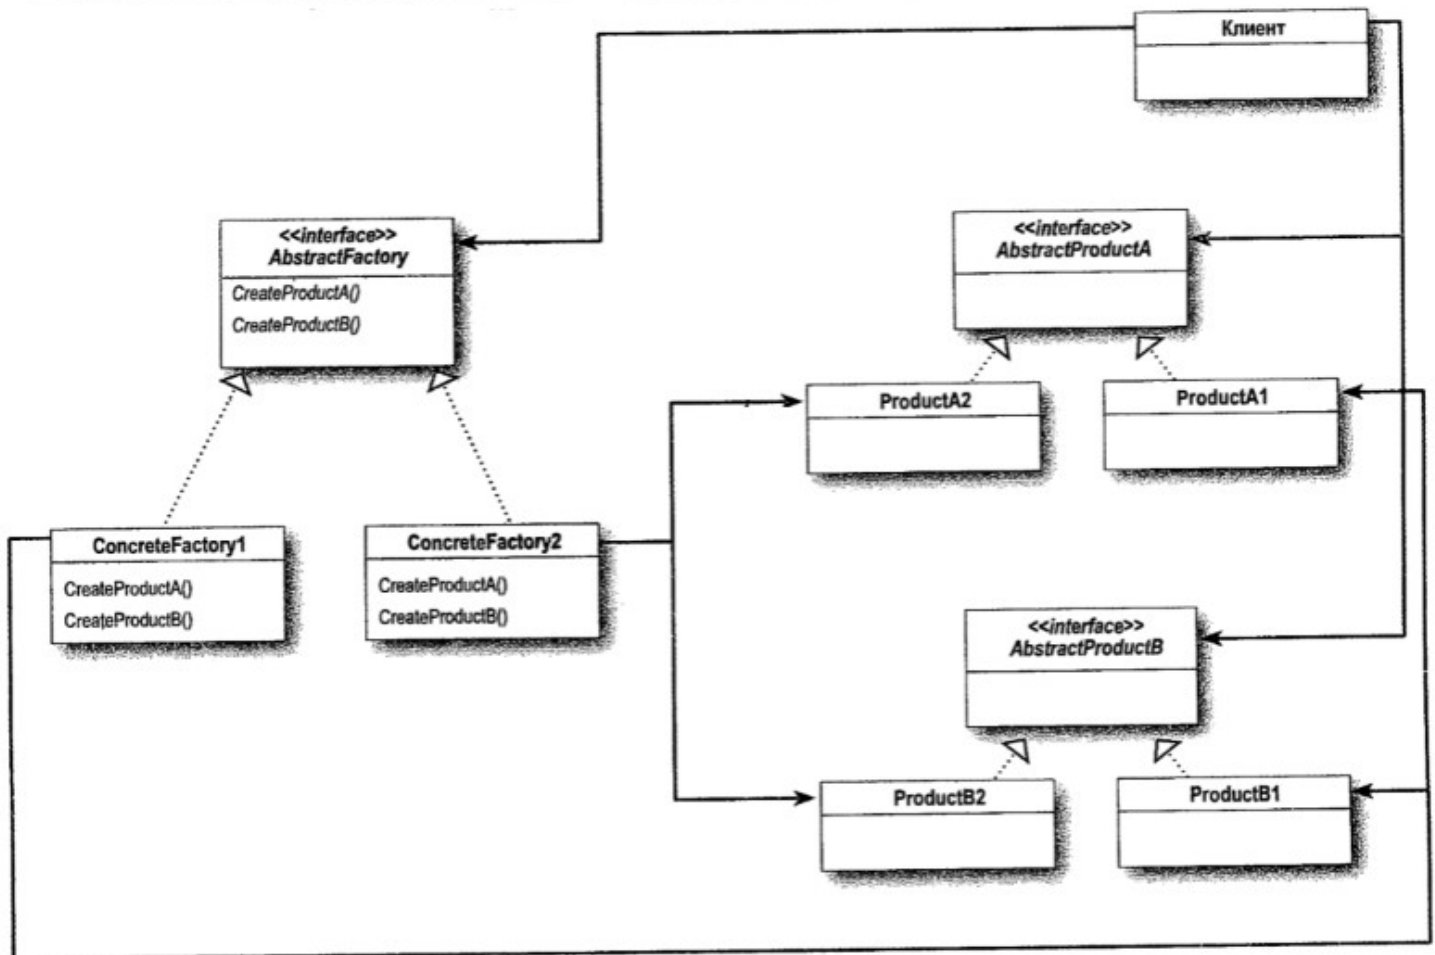 Клиент
<<interface>>
AbstractFactory
CreateProductA()
CreateProductB()
<<interface>>
AbstractProductA
ProductA2
ProductA1
ConcreteFactory1
CreateProductA()
CreateProductB()
ConcreteFactory2
CreateProductA()
CreateProductB()
<<interface>>
AbstractProductB
ProductB2
ProductB1